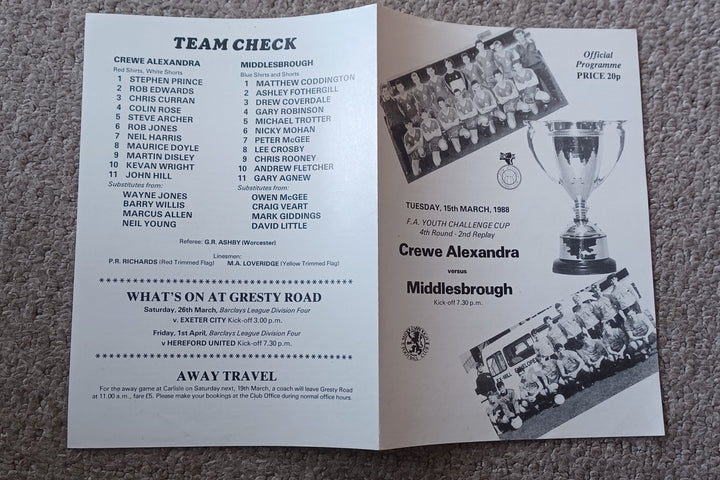 TEAM CHECK
CREWE ALEXANDRA
Red Shirts, White Shorts
1 STEPHEN PRINCE
2 ROB EDWARDS
3 CHRIS CURRAN
4 COLIN ROSE
5 STEVE ARCHER
6 ROB JONES
7 NEIL HARRIS
8 MAURICE DOYLE
9 MARTIN DISLEY
10 KEVAN WRIGHT
11 JOHN HILL
Substitutes from:
WAYNE JONES
BARRY WILLIS
MARCUS ALLEN
NEIL YOUNG
MIDDLESBROUGH
Blue Shirts and Shorts
1 MATTHEW CODDINGTON
2 ASHLEY FOTHERGILL
3 DREW COVERDALE
4 GARY ROBINSON
5 MICHAEL TROTTER
6 NICKY MOHAN
7 PETER McGEE
8 LEE CROSBY
9 CHRIS ROONEY
10 ANDREW FLETCHER
11 GARY AGNEW
Substitutes from:
OWEN McGEE
CRAIG VEART
MARK GIDDINGS
DAVID LITTLE
Referee: G.R. ASHBY (Worcester)
Linesmen:
P.R. RICHARDS (Red Trimmed Flag) M.A. LOVERIDGE (Yellow Trimmed Flag)
WHAT'S ON AT GRESTY ROAD
Saturday, 26th March, Barclays League Division Four
v. EXETER CITY Kick-off 3.00 p.m.
Friday, 1st April, Barclays League Division Four
v HEREFORD UNITED Kick-off 7.30 p.m.
AWAY TRAVEL
For the away game at Carlisle on Saturday next, 19th March, a coach will leave Gresty Road
at 11.00 a.m., fare £5. Please make your bookings at the Club Office during normal office hours.
Official
Programme
PRICE 20p
TUESDAY, 15th MARCH, 1988
F.A. YOUTH CHALLENGE CUP
4th Round - 2nd Replay
Crewe Alexandra
versus
Middlesbrough
Kick-off 7.30 p.m.